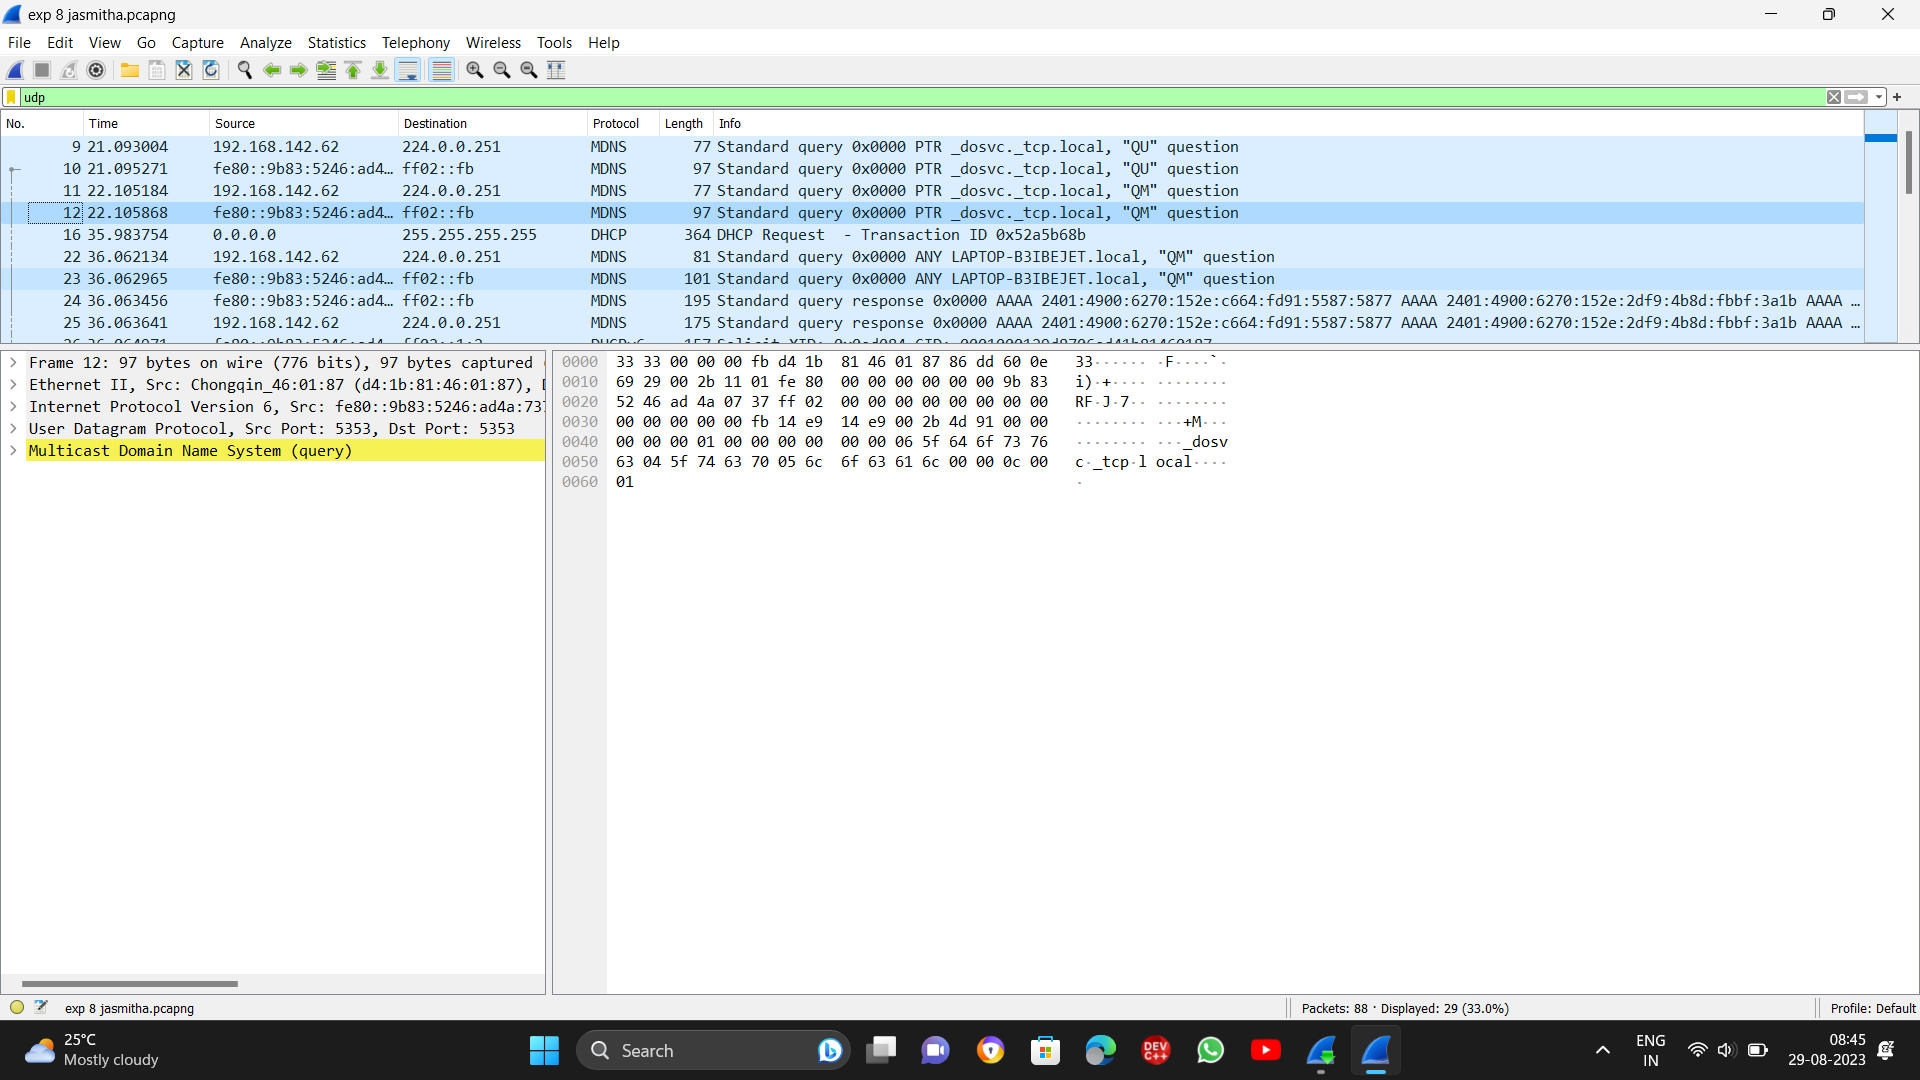 exp 8 jasmitha.pcapng
File Edit View Go Capture Analyze Statistics Telephony Wireless Tools Help
udp
No. Time Source Destination Protocol Length Info
9 21.093004 192.168.142.62 224.0.0.251 MDNS 77 Standard query 0x0000 PTR _dosvc._tcp.local, "QU" question
10 21.095271 fe80::9b83:5246:ad4… ff02::fb MDNS 97 Standard query 0x0000 PTR _dosvc._tcp.local, "QU" question
11 22.105184 192.168.142.62 224.0.0.251 MDNS 77 Standard query 0x0000 PTR _dosvc._tcp.local, "QM" question
12 22.105868 fe80::9b83:5246:ad4… ff02::fb MDNS 97 Standard query 0x0000 PTR _dosvc._tcp.local, "QM" question
16 35.983754 0.0.0.0 255.255.255.255 DHCP 364 DHCP Request - Transaction ID 0x52a5b68b
22 36.062134 192.168.142.62 224.0.0.251 MDNS 81 Standard query 0x0000 ANY LAPTOP-B3IBEJET.local, "QM" question
23 36.062965 fe80::9b83:5246:ad4… ff02::fb MDNS 101 Standard query 0x0000 ANY LAPTOP-B3IBEJET.local, "QM" question
24 36.063456 fe80::9b83:5246:ad4… ff02::fb MDNS 195 Standard query response 0x0000 AAAA 2401:4900:6270:152e:c664:fd91:5587:5877 AAAA 2401:4900:6270:152e:2df9:4b8d:fbbf:3a1b AAAA …
25 36.063641 192.168.142.62 224.0.0.251 MDNS 175 Standard query response 0x0000 AAAA 2401:4900:6270:152e:c664:fd91:5587:5877 AAAA 2401:4900:6270:152e:2df9:4b8d:fbbf:3a1b AAAA …
Frame 12: 97 bytes on wire (776 bits), 97 bytes captured
Ethernet II, Src: Chongqin_46:01:87 (d4:1b:81:46:01:87), D
Internet Protocol Version 6, Src: fe80::9b83:5246:ad4a:737
User Datagram Protocol, Src Port: 5353, Dst Port: 5353
Multicast Domain Name System (query)
0000 33 33 00 00 00 fb d4 1b 81 46 01 87 86 dd 60 0e 33······ ·F····`·
0010 69 29 00 2b 11 01 fe 80 00 00 00 00 00 00 9b 83 i)·+···· ········
0020 52 46 ad 4a 07 37 ff 02 00 00 00 00 00 00 00 00 RF·J·7·· ········
0030 00 00 00 00 00 fb 14 e9 14 e9 00 2b 4d 91 00 00 ········ ···+M···
0040 00 00 00 01 00 00 00 00 00 00 06 5f 64 6f 73 76 ········ ···_dosv
0050 63 04 5f 74 63 70 05 6c 6f 63 61 6c 00 00 0c 00 c·_tcp·l ocal····
0060 01 ·
exp 8 jasmitha.pcapng
Packets: 88 · Displayed: 29 (33.0%)
Profile: Default
25°C
Mostly cloudy
Search
DEV
C++
ENG
IN
08:45
29-08-2023